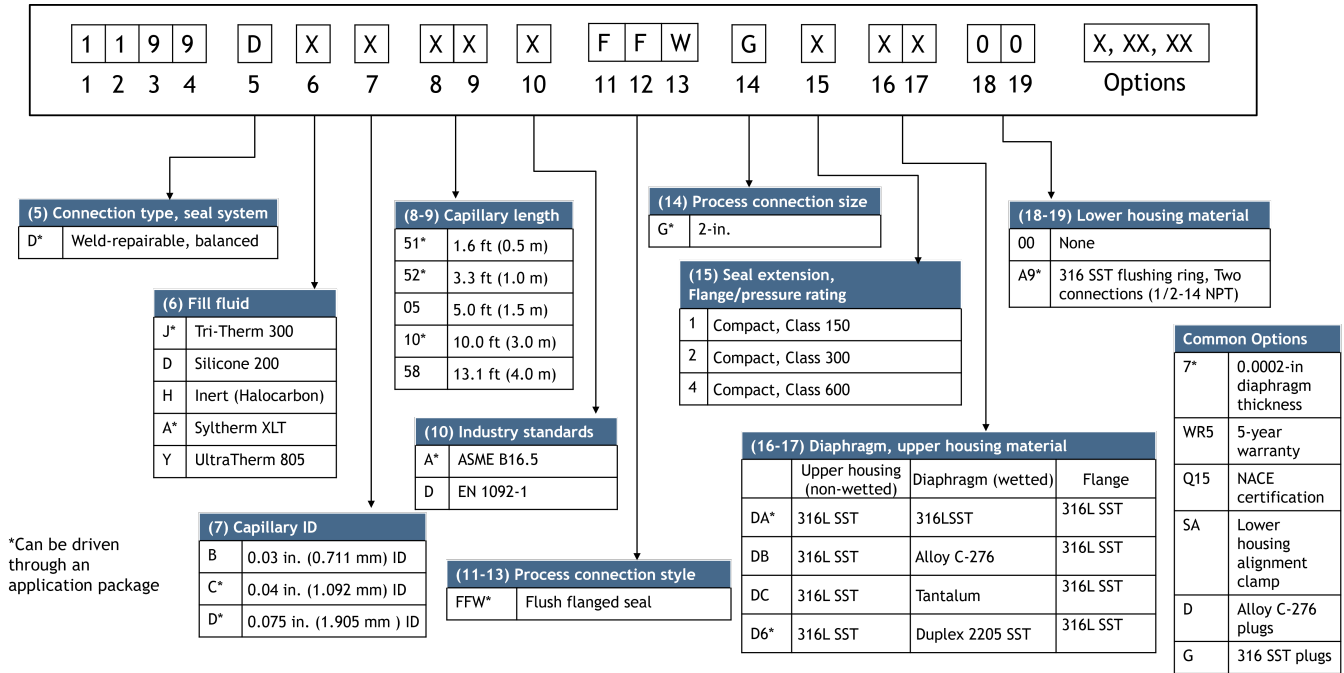 1 1 9 9 D X X X X X F F W G X X X 0 0 X, XX, XX
1 2 3 4 5 6 7 8 9 10 11 12 13 14 15 16 17 18 19 Options
(5) Connection type, seal system
D* Weld-repairable, balanced
(6) Fill fluid
J* Tri-Therm 300
D Silicone 200
H Inert (Halocarbon)
A* Syltherm XLT
Y UltraTherm 805
(7) Capillary ID
B 0.03 in. (0.711 mm) ID
C* 0.04 in. (1.092 mm) ID
D* 0.075 in. (1.905 mm ) ID
*Can be driven
through an
application package
(8-9) Capillary length
51* 1.6 ft (0.5 m)
52* 3.3 ft (1.0 m)
05 5.0 ft (1.5 m)
10* 10.0 ft (3.0 m)
58 13.1 ft (4.0 m)
(10) Industry standards
A* ASME B16.5
D EN 1092-1
(11-13) Process connection style
FFW* Flush flanged seal
(14) Process connection size
G* 2-in.
(15) Seal extension,
Flange/pressure rating
1 Compact, Class 150
2 Compact, Class 300
4 Compact, Class 600
(16-17) Diaphragm, upper housing material
Upper housing
(non-wetted) Diaphragm (wetted) Flange
DA* 316L SST 316LSST 316L SST
DB 316L SST Alloy C-276 316L SST
DC 316L SST Tantalum 316L SST
D6* 316L SST Duplex 2205 SST 316L SST
(18-19) Lower housing material
00 None
A9* 316 SST flushing ring, Two
connections (1/2-14 NPT)
Common Options
7* 0.0002-in
diaphragm
thickness
WR5 5-year
warranty
Q15 NACE
certification
SA Lower
housing
alignment
clamp
D Alloy C-276
plugs
G 316 SST plugs